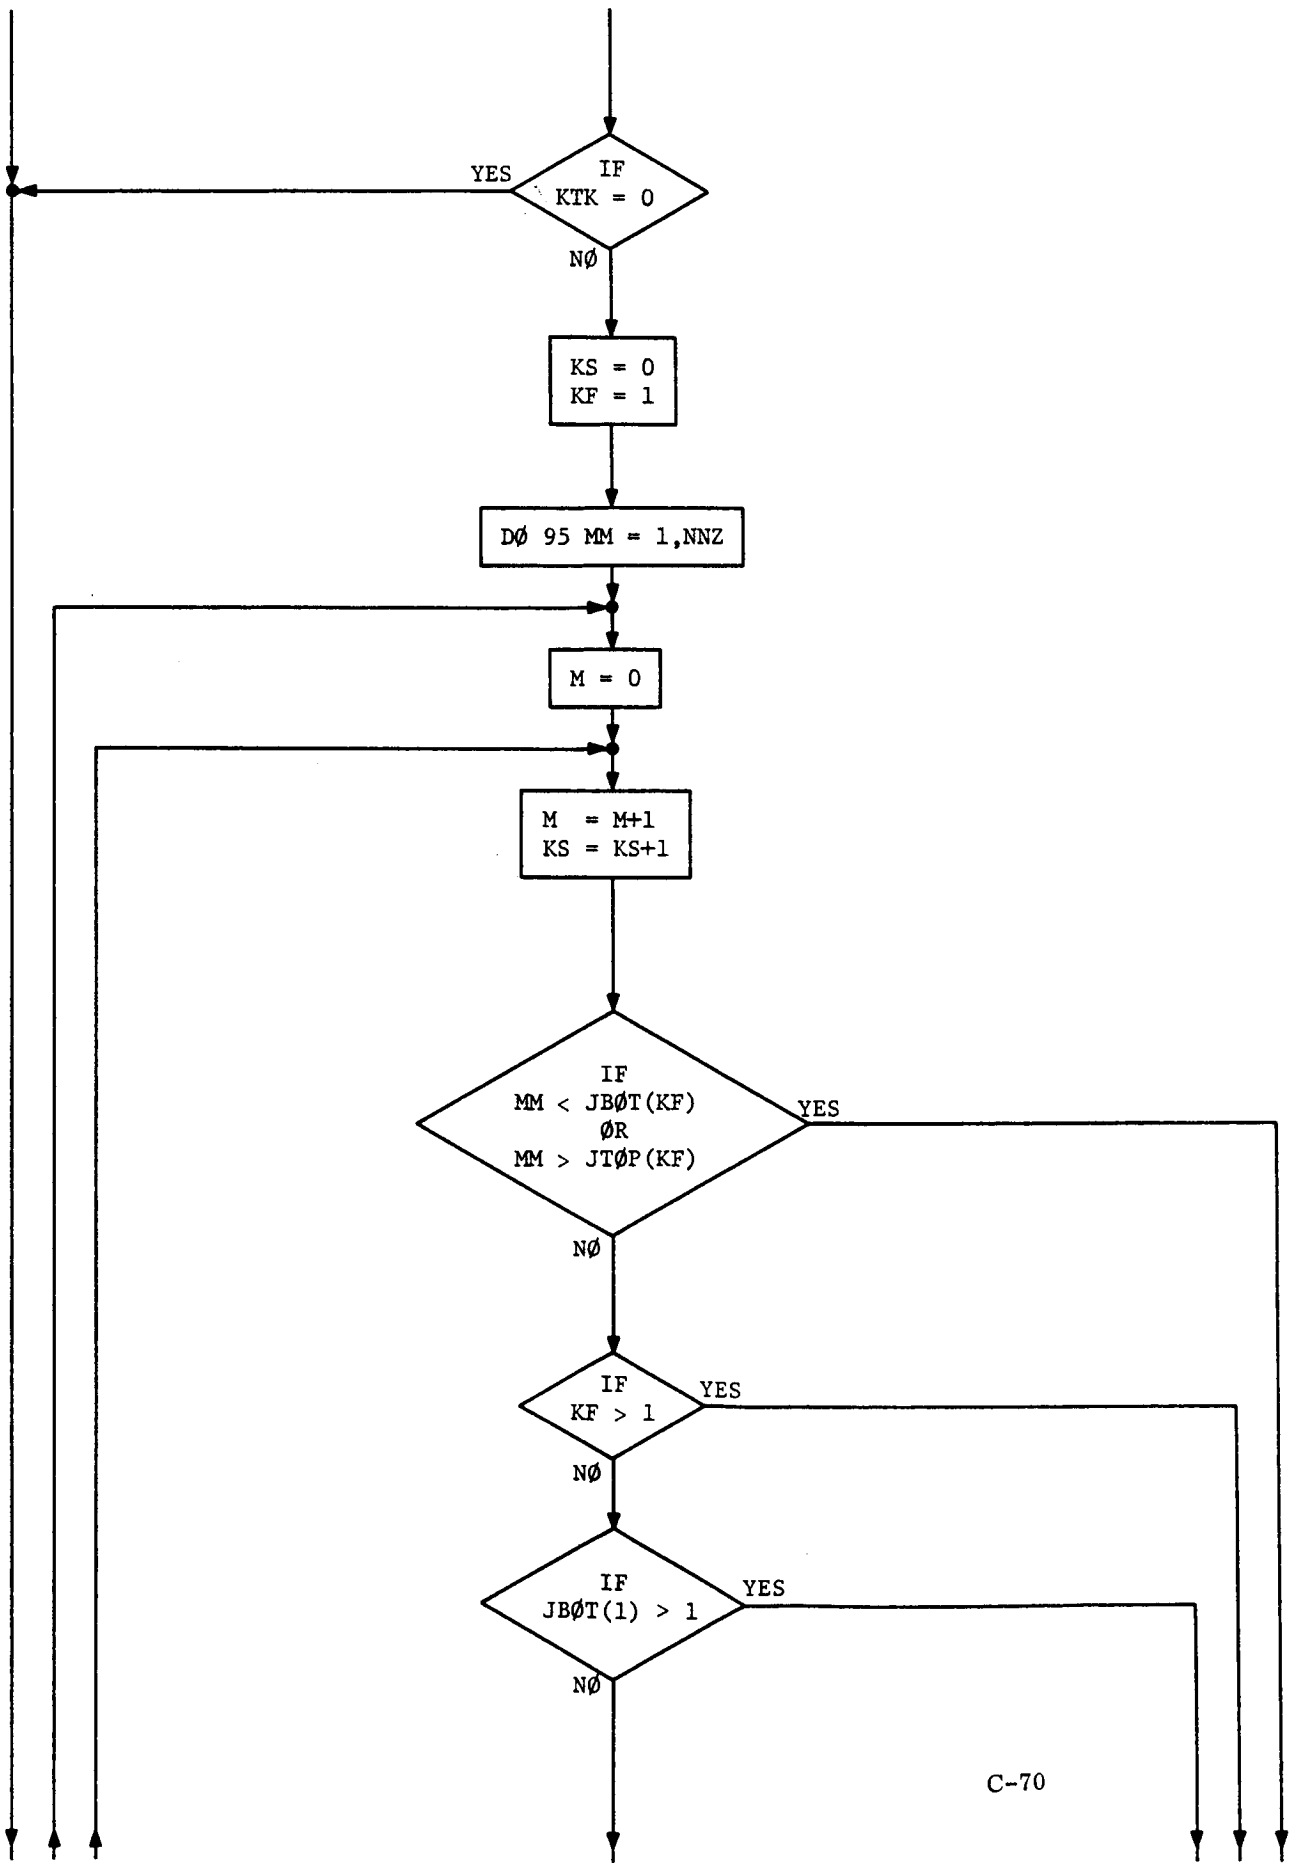 YES
IF
KTK = 0
NØ
KS = 0
KF = 1
DØ 95 MM = 1,NNZ
M = 0
M = M+1
KS = KS+1
IF
MM < JBØT(KF)
ØR
MM > JTØP(KF)
YES
NØ
IF
KF > 1
YES
NØ
IF
JBØT(1) > 1
YES
NØ
C-70